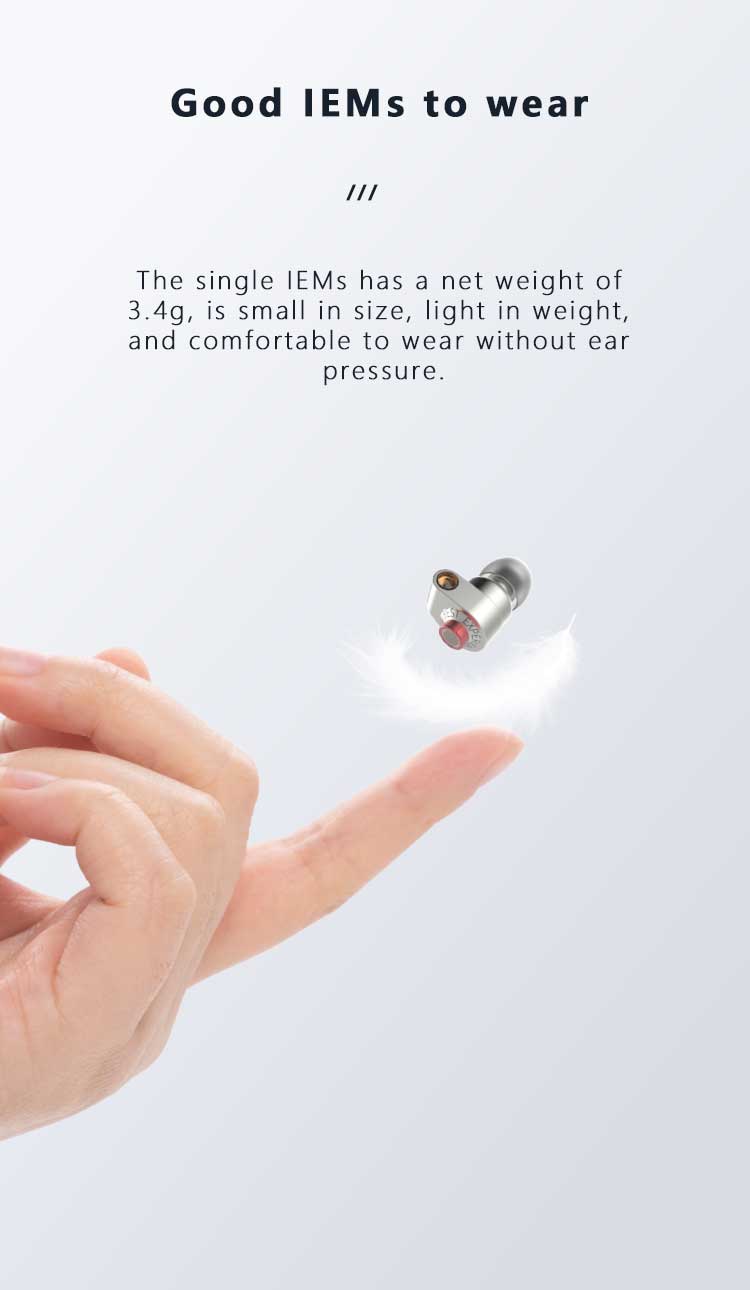 Good IEMs to wear
///
The single IEMs has a net weight of
3.4g, is small in size, light in weight,
and comfortable to wear without ear
pressure.